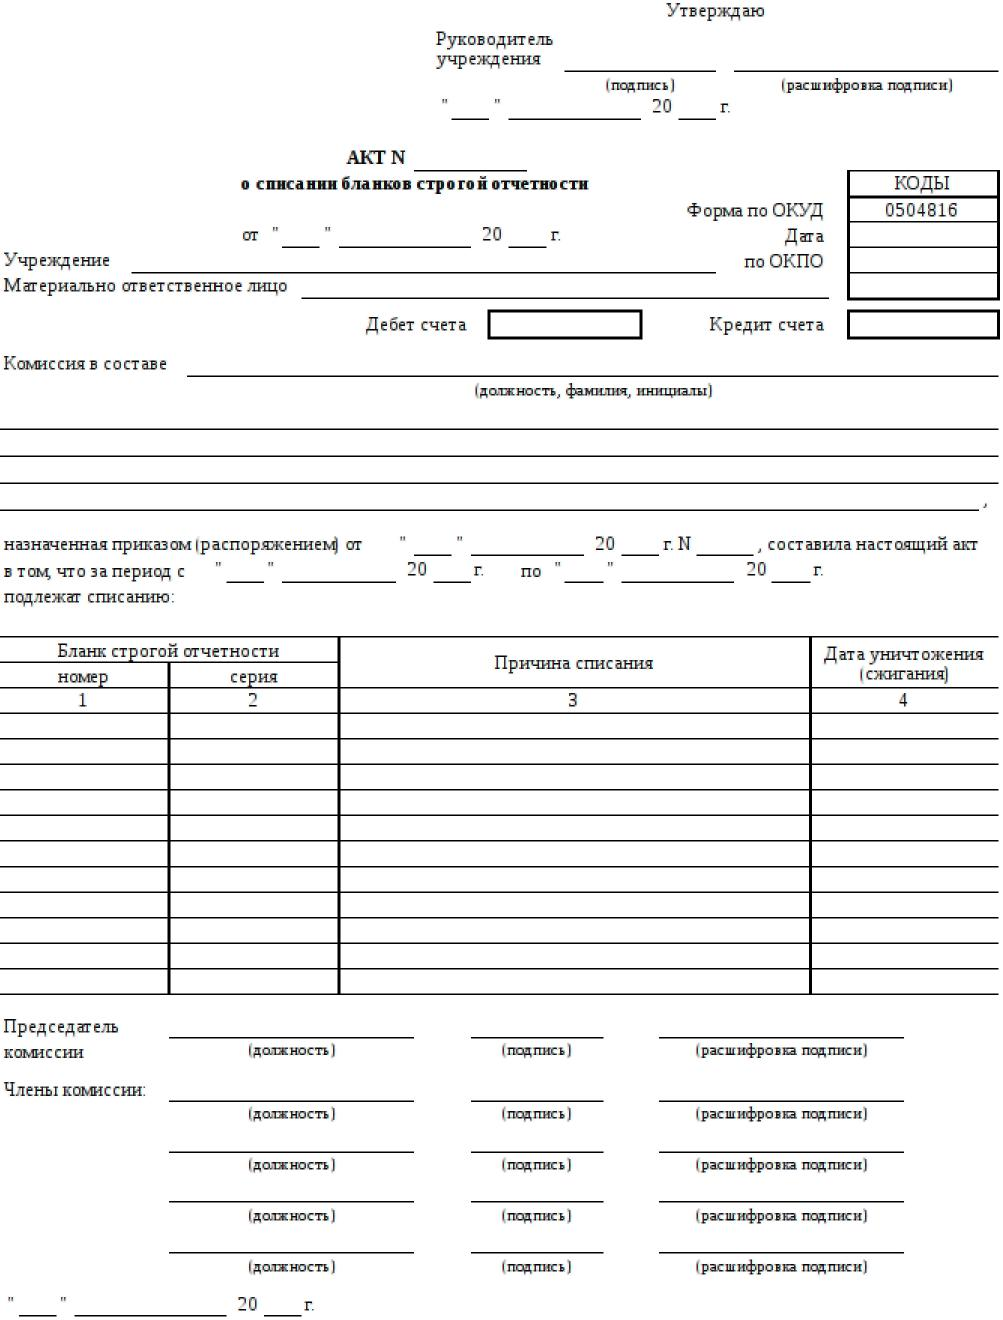 Утверждаю
Руководитель
учреждения
(подпись) (расшифровка подписи)
" " 20 г.
АКТ N
о списании бланков строгой отчетности
КОДЫ
Форма по ОКУД 0504816
от " " 20 г. Дата
Учреждение по ОКПО
Материально ответственное лицо
Дебет счета Кредит счета
Комиссия в составе
(должность, фамилия, инициалы)
,
назначенная приказом (распоряжением) от " " 20 г. N , составила настоящий акт
в том, что за период с " " 20 г. по " " 20 г.
подлежат списанию:
Бланк строгой отчетности Причина списания Дата уничтожения
(сжигания)
номер серия
1 2 3 4
Председатель
комиссии
(должность) (подпись) (расшифровка подписи)
Члены комиссии:
(должность) (подпись) (расшифровка подписи)
(должность) (подпись) (расшифровка подписи)
(должность) (подпись) (расшифровка подписи)
(должность) (подпись) (расшифровка подписи)
" " 20 г.